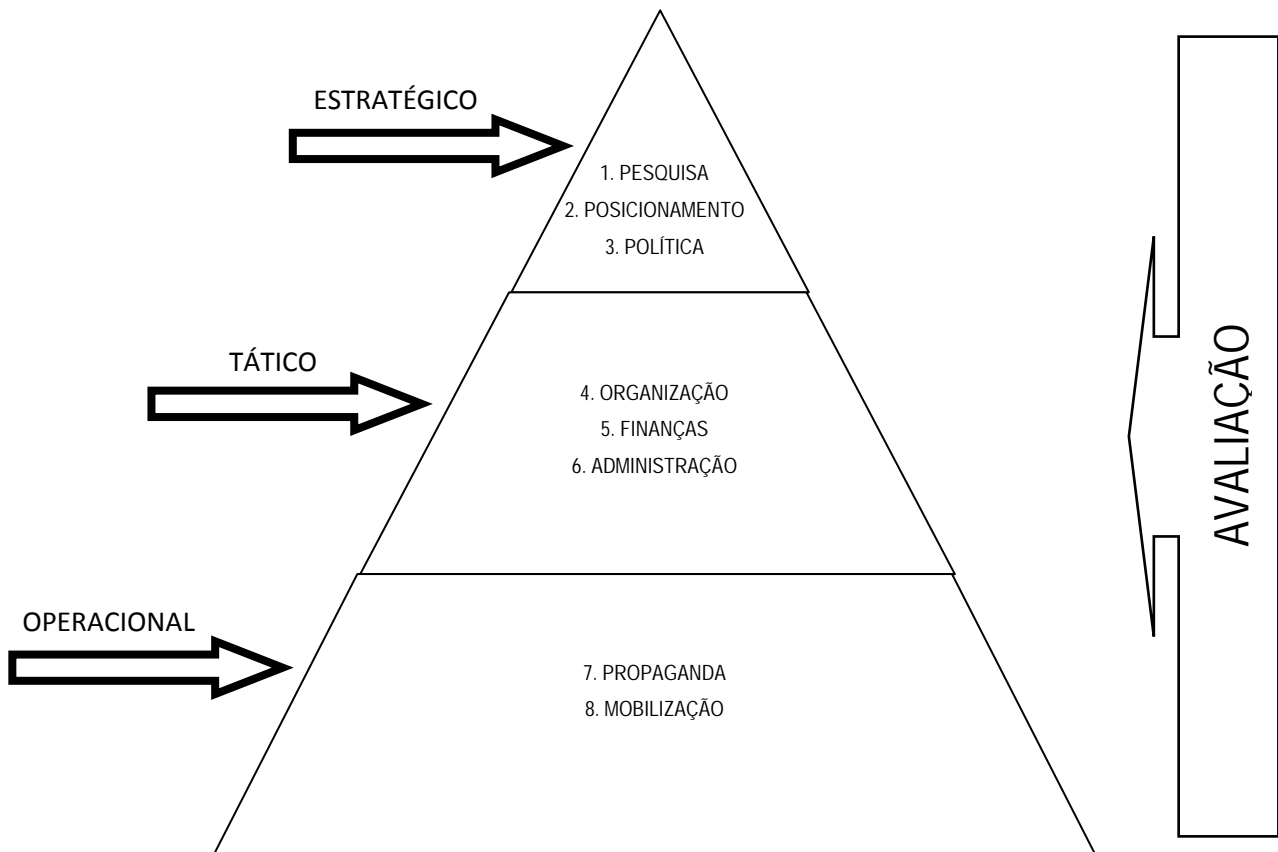 ESTRATÉGICO
1. PESQUISA
2. POSICIONAMENTO
3. POLÍTICA
TÁTICO
4. ORGANIZAÇÃO
5. FINANÇAS
6. ADMINISTRAÇÃO
OPERACIONAL
7. PROPAGANDA
8. MOBILIZAÇÃO
AVALIAÇÃO